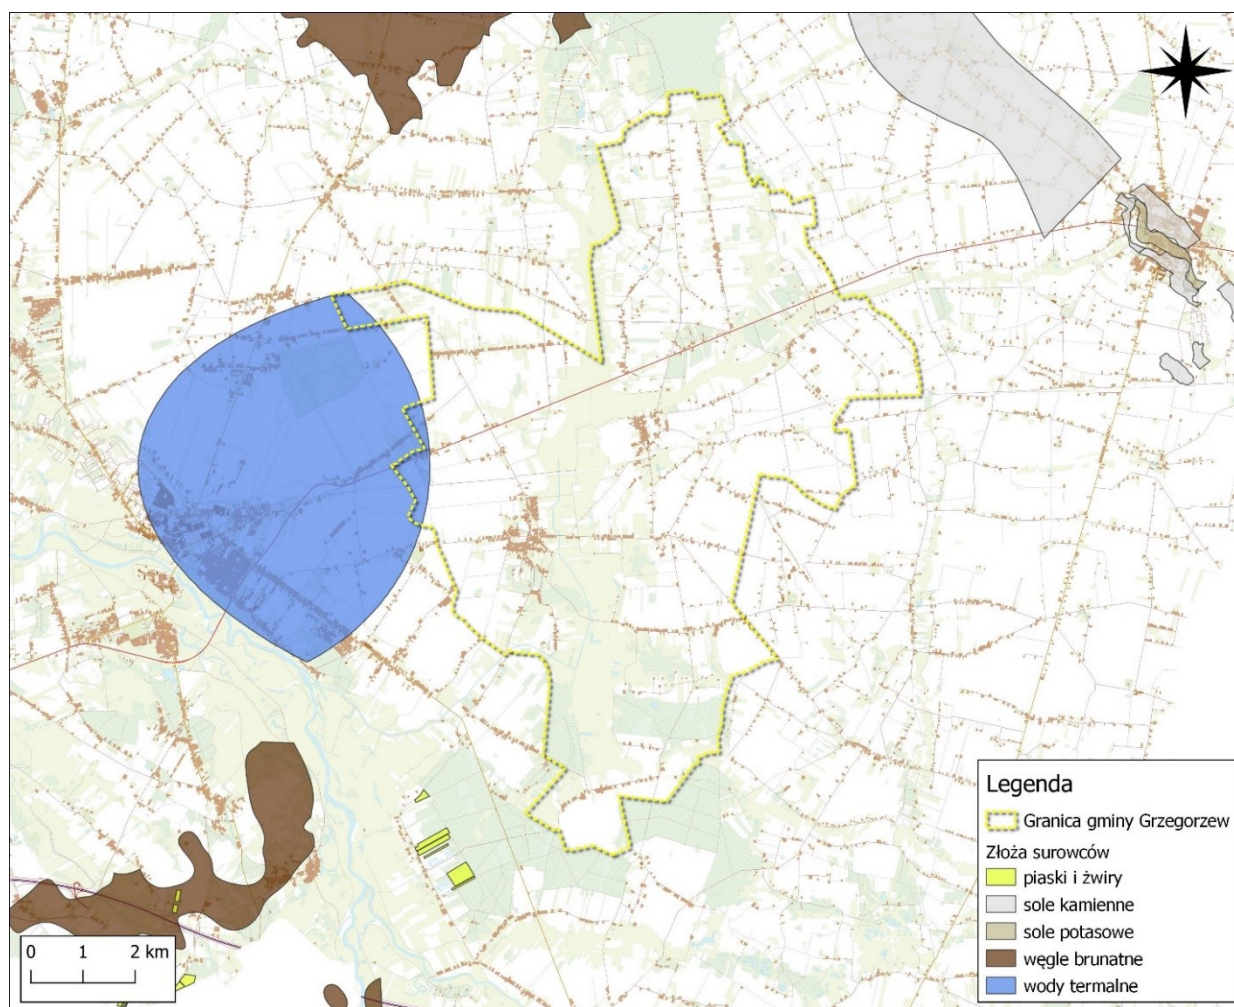 Legenda
Granica gminy Grzegorzew
Złoża surowców
piaski i żwiry
sole kamienne
sole potasowe
węgle brunatne
wody termalne
0 1 2 km